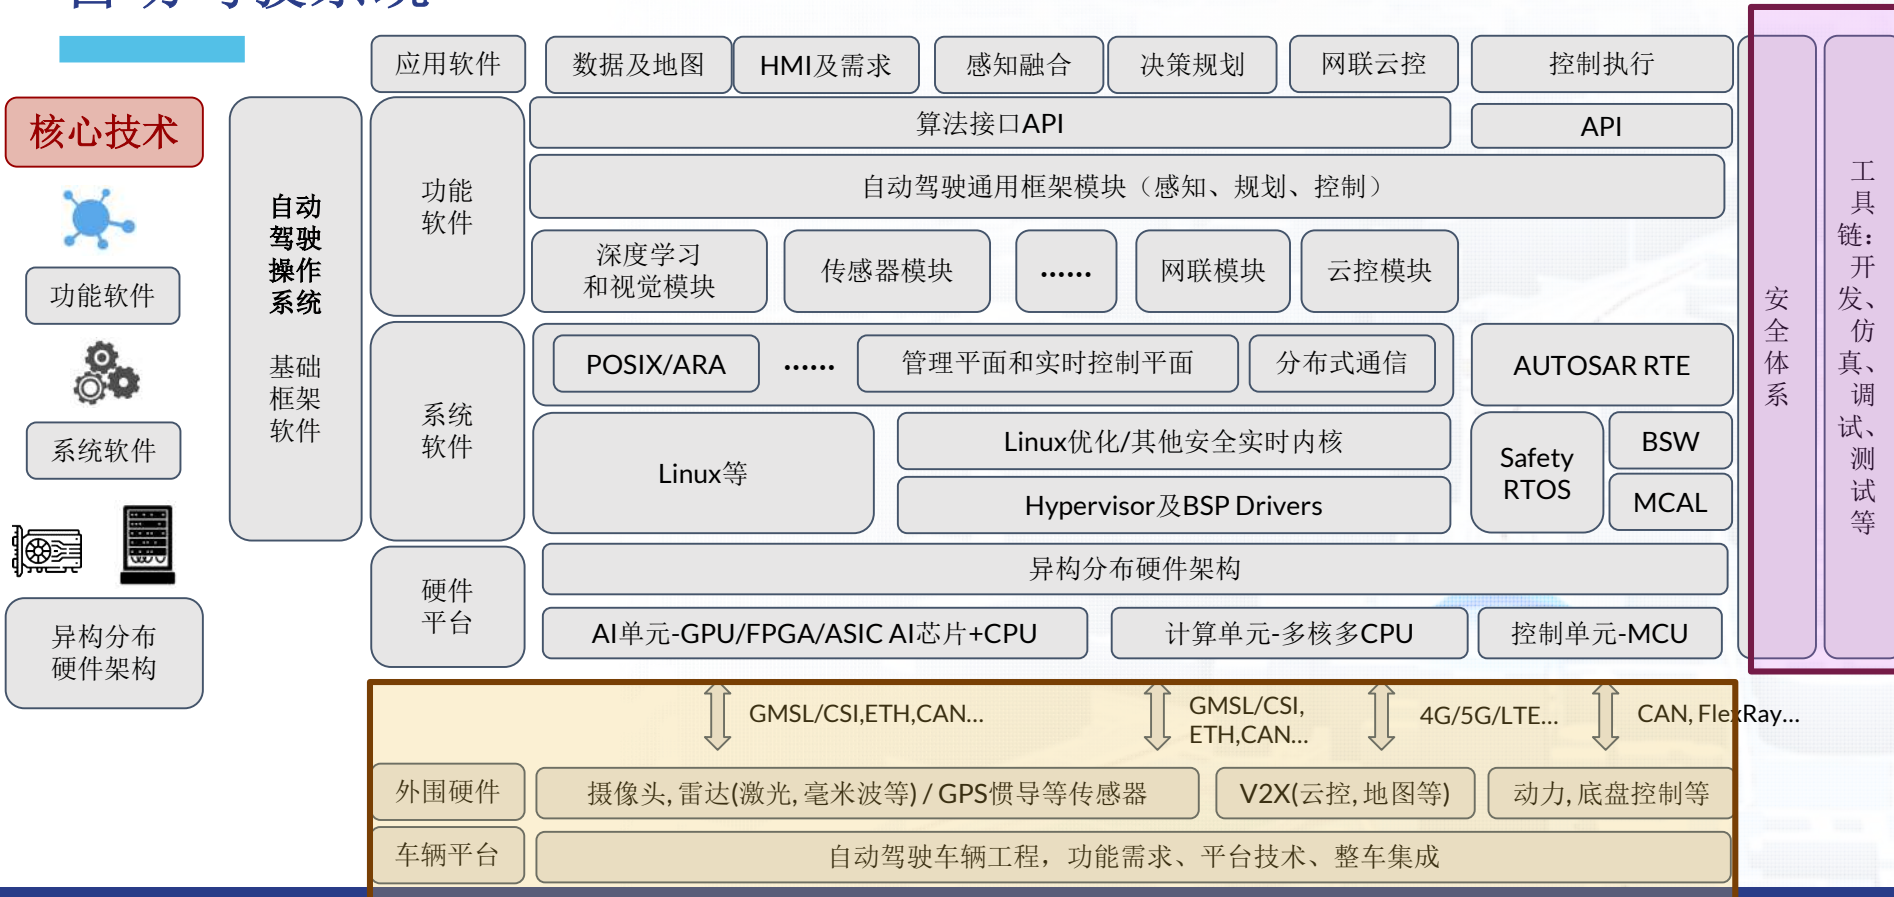 自动驾驶系统
应用软件
数据及地图
HMI及需求
感知融合
决策规划
网联云控
控制执行
核心技术
功能软件
系统软件
异构分布
硬件架构
自动
驾驶
操作
系统
基础
框架
软件
功能
软件
算法接口API
API
自动驾驶通用框架模块（感知、规划、控制）
深度学习
和视觉模块
传感器模块
......
网联模块
云控模块
系统
软件
POSIX/ARA
......
管理平面和实时控制平面
分布式通信
AUTOSAR RTE
Linux等
Linux优化/其他安全实时内核
Hypervisor及BSP Drivers
Safety
RTOS
BSW
MCAL
硬件
平台
异构分布硬件架构
AI单元-GPU/FPGA/ASIC AI芯片+CPU
计算单元-多核多CPU
控制单元-MCU
安
全
体
系
工
具
链：
开
发、
仿
真、
调
试、
测
试
等
GMSL/CSI,ETH,CAN...
GMSL/CSI,
ETH,CAN...
4G/5G/LTE...
CAN, FlexRay...
外围硬件
摄像头, 雷达(激光, 毫米波等) / GPS惯导等传感器
V2X(云控, 地图等)
动力, 底盘控制等
车辆平台
自动驾驶车辆工程，功能需求、平台技术、整车集成